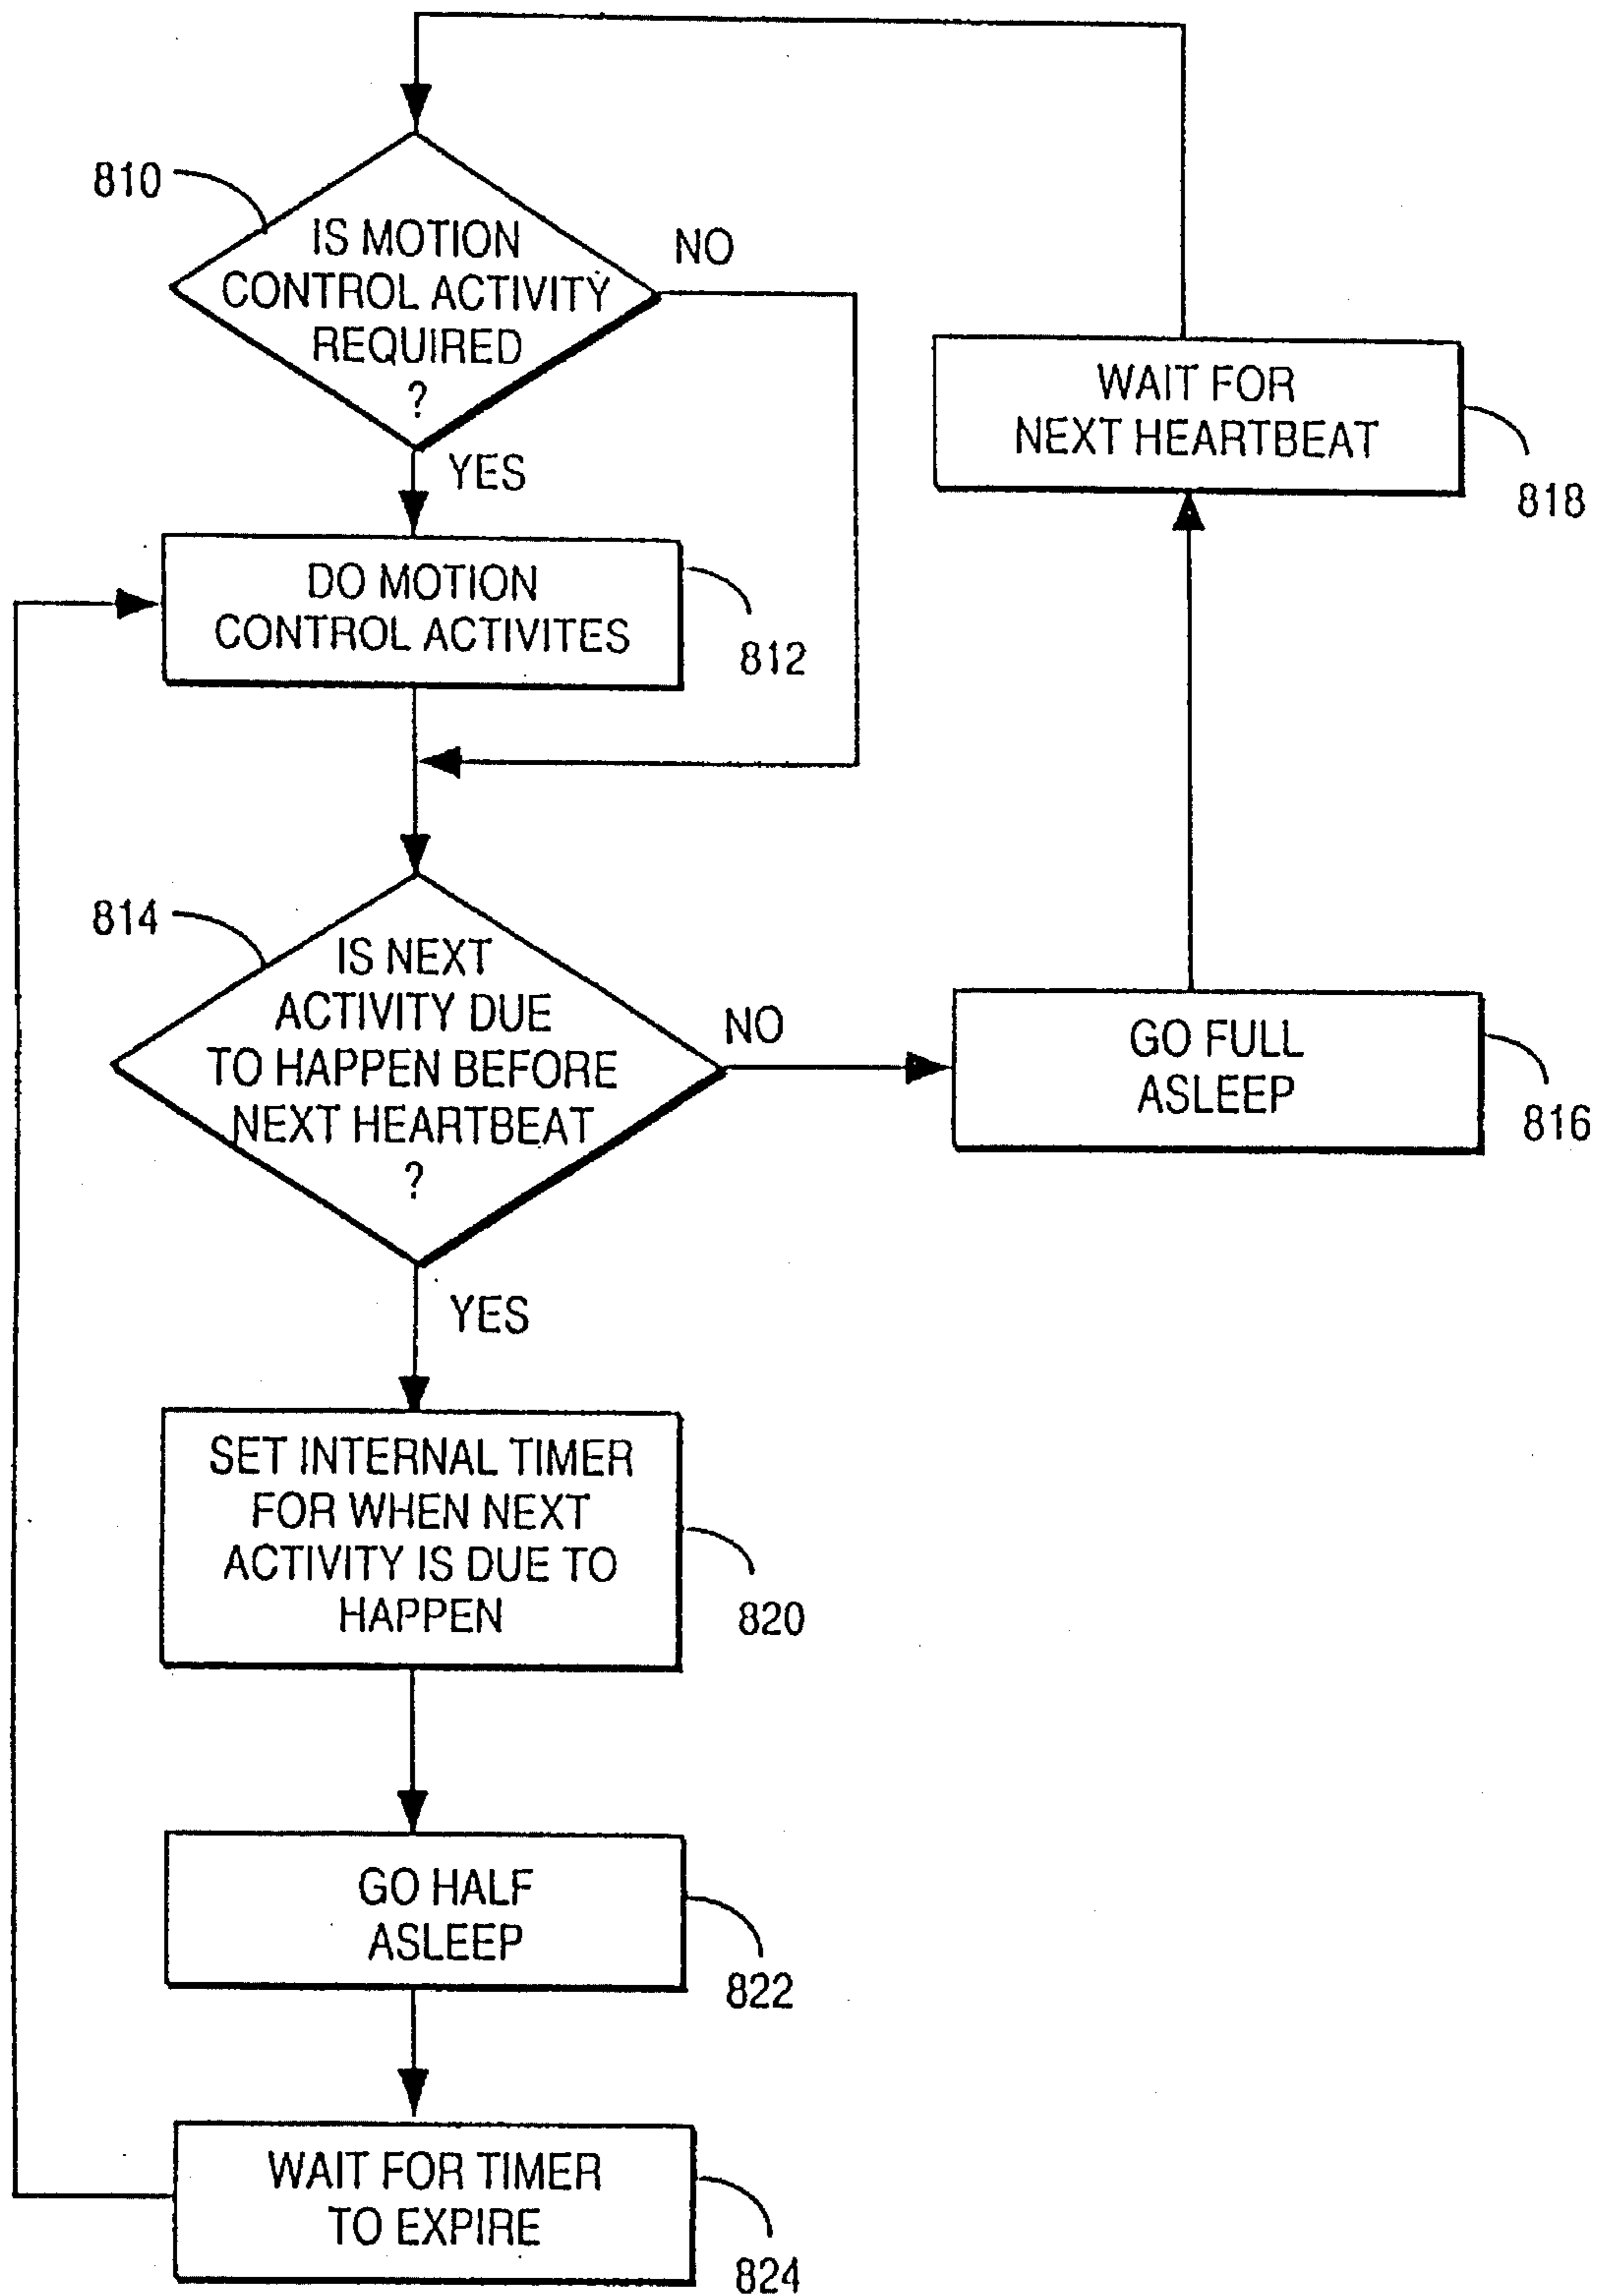 810
IS MOTION
CONTROL ACTIVITY
REQUIRED
?
NO
YES
WAIT FOR
NEXT HEARTBEAT
818
DO MOTION
CONTROL ACTIVITES
812
814
IS NEXT
ACTIVITY DUE
TO HAPPEN BEFORE
NEXT HEARTBEAT
?
NO
GO FULL
ASLEEP
816
YES
SET INTERNAL TIMER
FOR WHEN NEXT
ACTIVITY IS DUE TO
HAPPEN
820
GO HALF
ASLEEP
822
WAIT FOR TIMER
TO EXPIRE
824